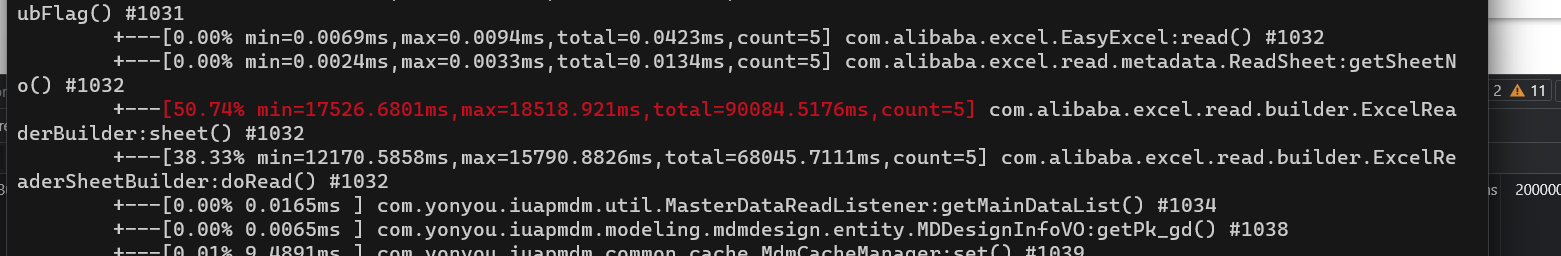 ubFlag() #1031
+---[0.00% min=0.0069ms,max=0.0094ms,total=0.0423ms,count=5] com.alibaba.excel.EasyExcel:read() #1032
+---[0.00% min=0.0024ms,max=0.0033ms,total=0.0134ms,count=5] com.alibaba.excel.read.metadata.ReadSheet:getSheetN
o() #1032
+---[50.74% min=17526.6801ms,max=18518.921ms,total=90084.5176ms,count=5] com.alibaba.excel.read.builder.ExcelRea
2 11
derBuilder:sheet() #1032
+---[38.33% min=12170.5858ms,max=15790.8826ms,total=68045.7111ms,count=5] com.alibaba.excel.read.builder.ExcelRe
aderSheetBuilder:doRead() #1032
200000
+---[0.00% 0.0165ms ] com.yonyou.iuapmdm.util.MasterDataReadListener:getMainDataList() #1034
+---[0.00% 0.0065ms ] com.yonyou.iuapmdm.modeling.mdmdesign.entity.MDDesignInfoVO:getPk_gd() #1038
+---[0.01% 9.4891ms ] com.yonyou.iuapmdm.common.cache.MdmCacheManager:set() #1039